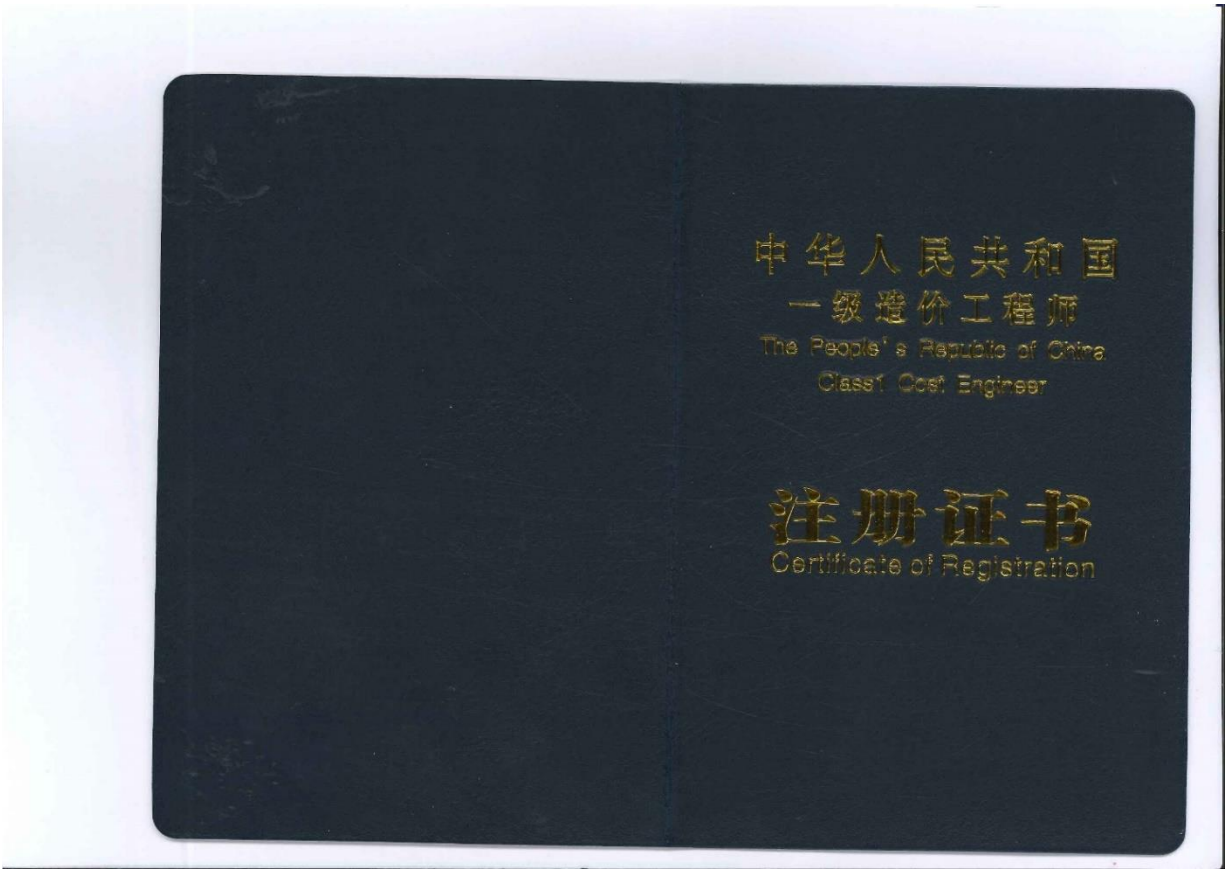 中华人民共和国
一级造价工程师
The People's Republic of China
Class1 Cost Engineer
注册证书
Certificate of Registration